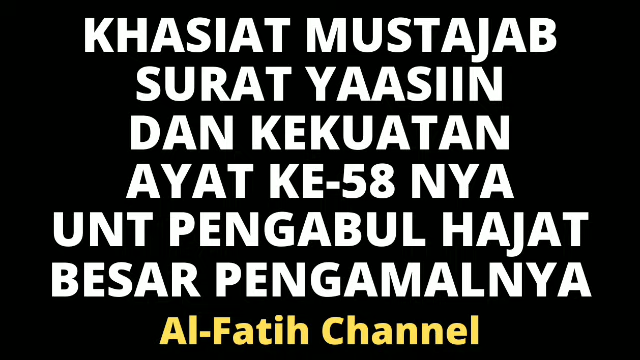 KHASIAT MUSTAJAB
SURAT YAASIIN
DAN KEKUATAN
AYAT KE-58 NYA
UNT PENGABUL HAJAT
BESAR PENGAMALNYA
Al-Fatih Channel